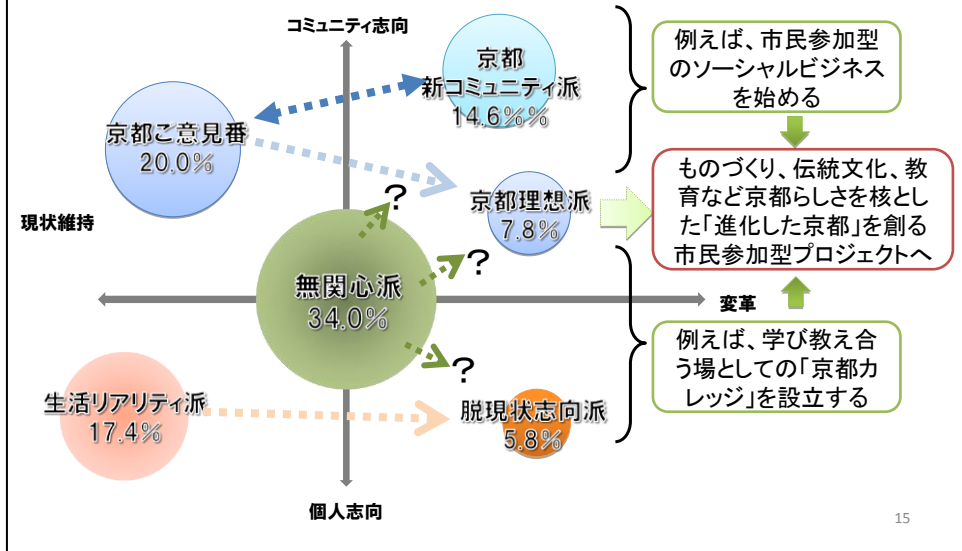 コミュニティ志向
京都
新コミュニティ派
14.6%%
京都ご意見番
20.0%
京都理想派
7.8%
現状維持
?
?
?
無関心派
34.0%
変革
生活リアリティ派
17.4%
脱現状志向派
5.8%
個人志向
例えば、市民参加型
のソーシャルビジネス
を始める
ものづくり、伝統文化、教
育など京都らしさを核とし
た「進化した京都」を創る
市民参加型プロジェクトへ
例えば、学び教え合
う場としての「京都カ
レッジ」を設立する
15